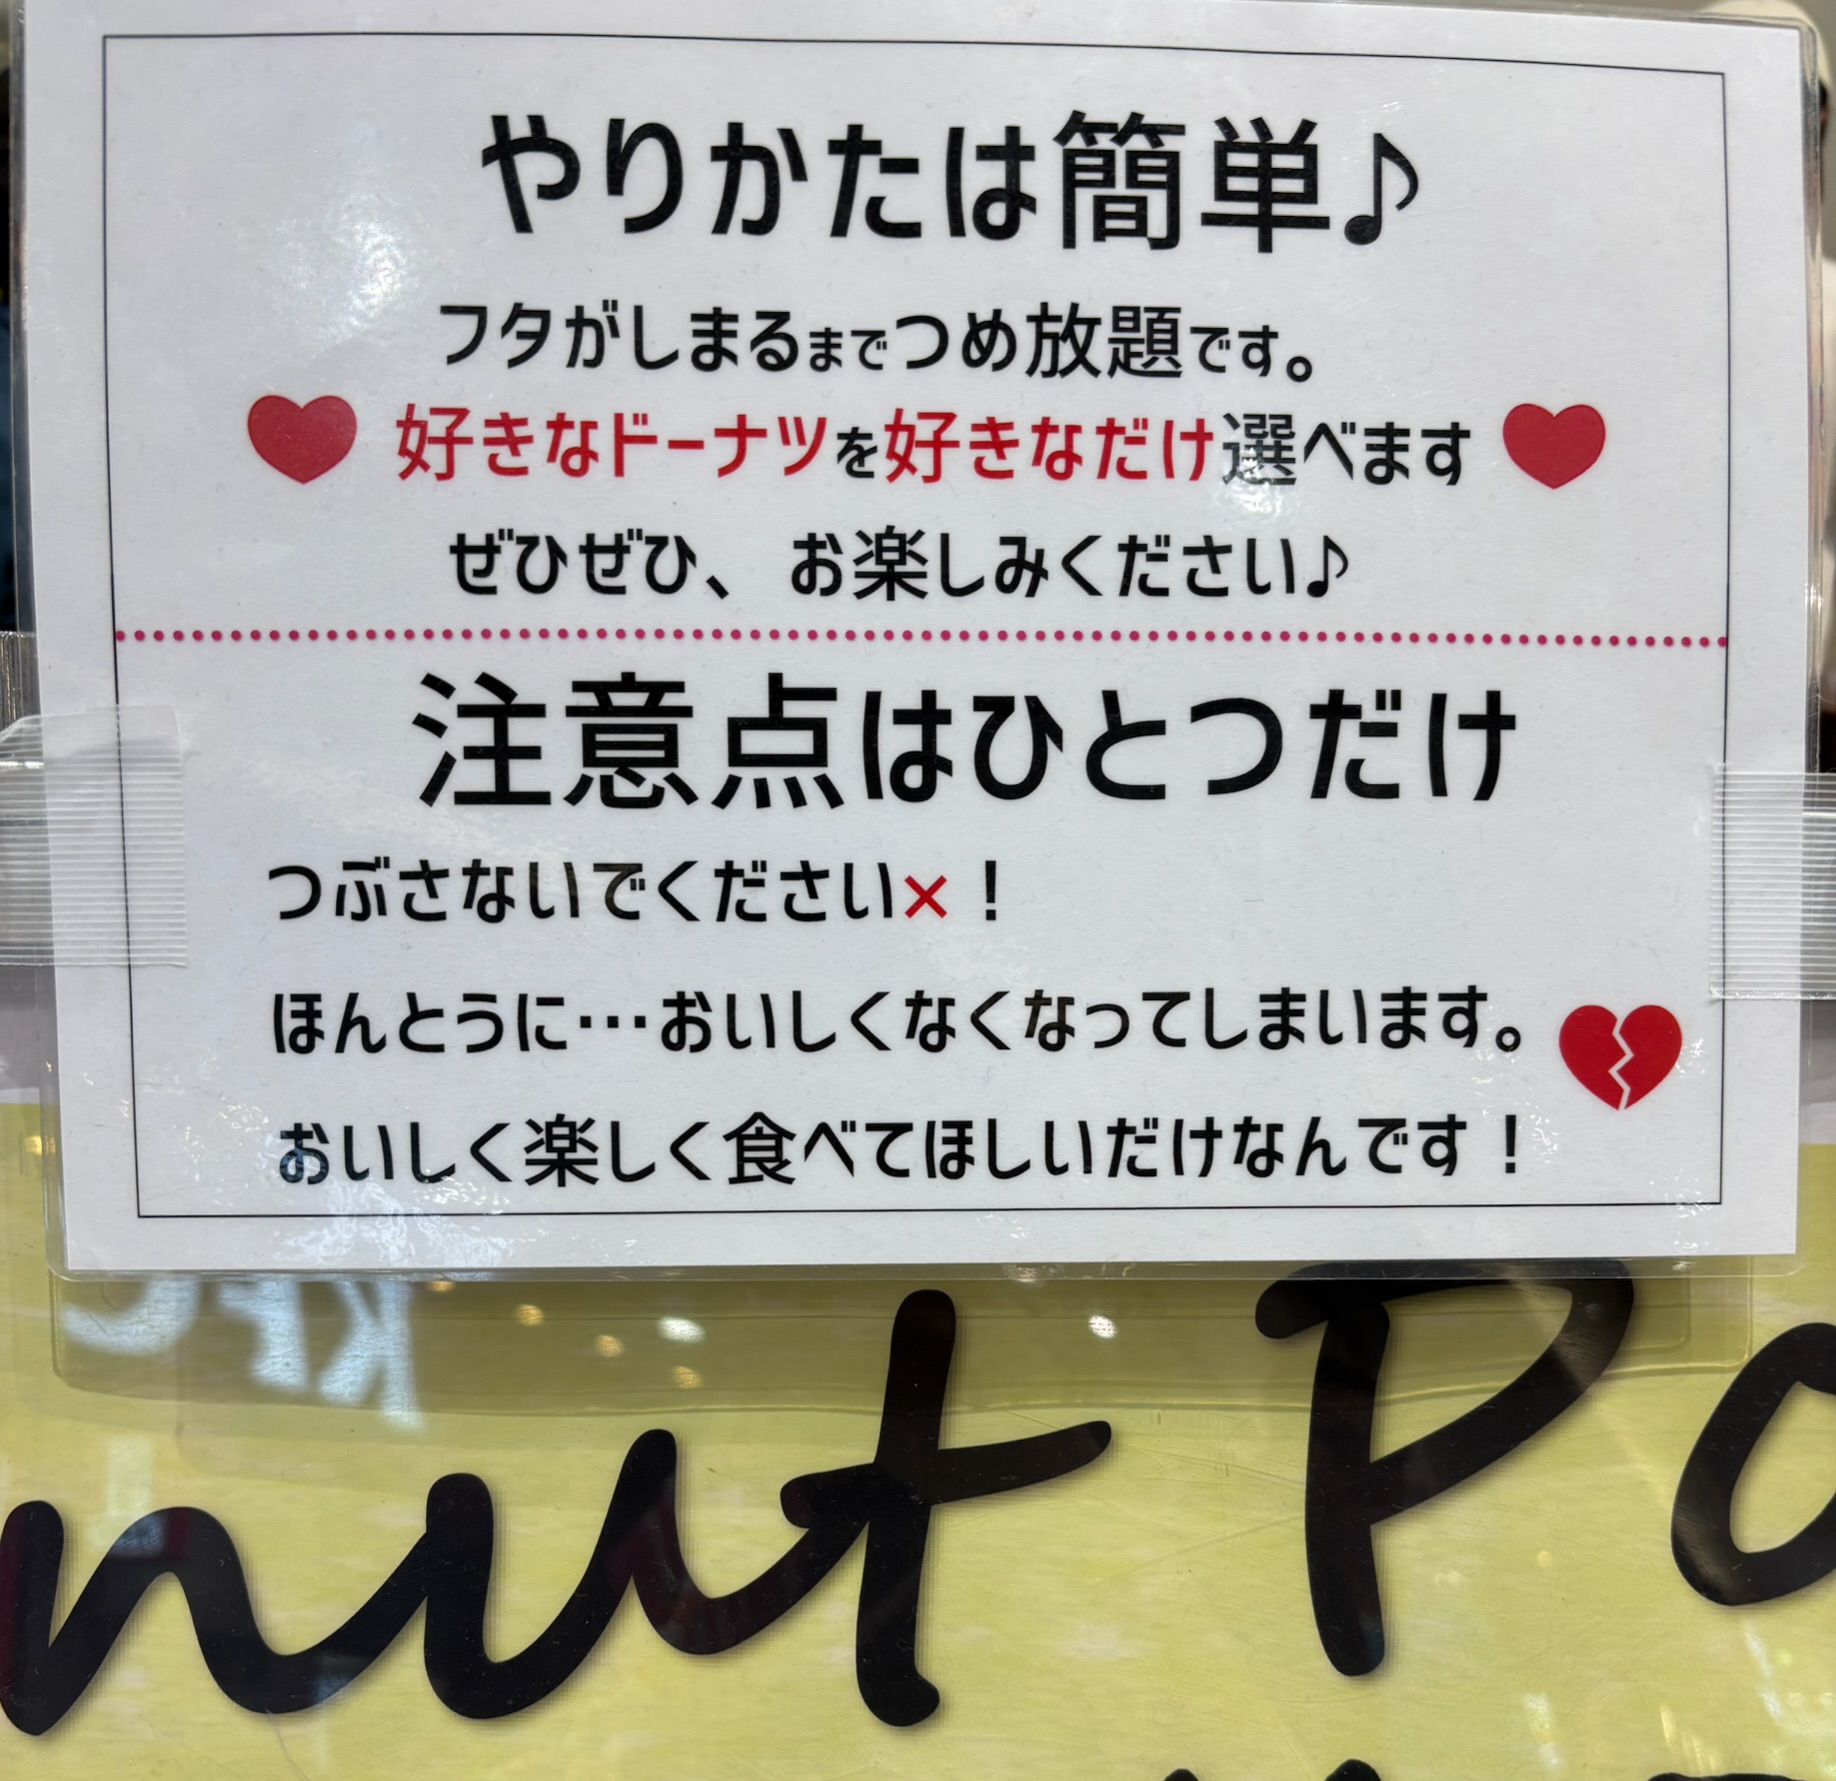 やりかたは簡単♪
フタがしまるまでつめ放題です。
好きなドーナツを好きなだけ選べます
ぜひぜひ、お楽しみください♪
注意点はひとつだけ
つぶさないでください×！
ほんとうに…おいしくなくなってしまいます。
おいしく楽しく食べてほしいだけなんです！
KFC
nut Po